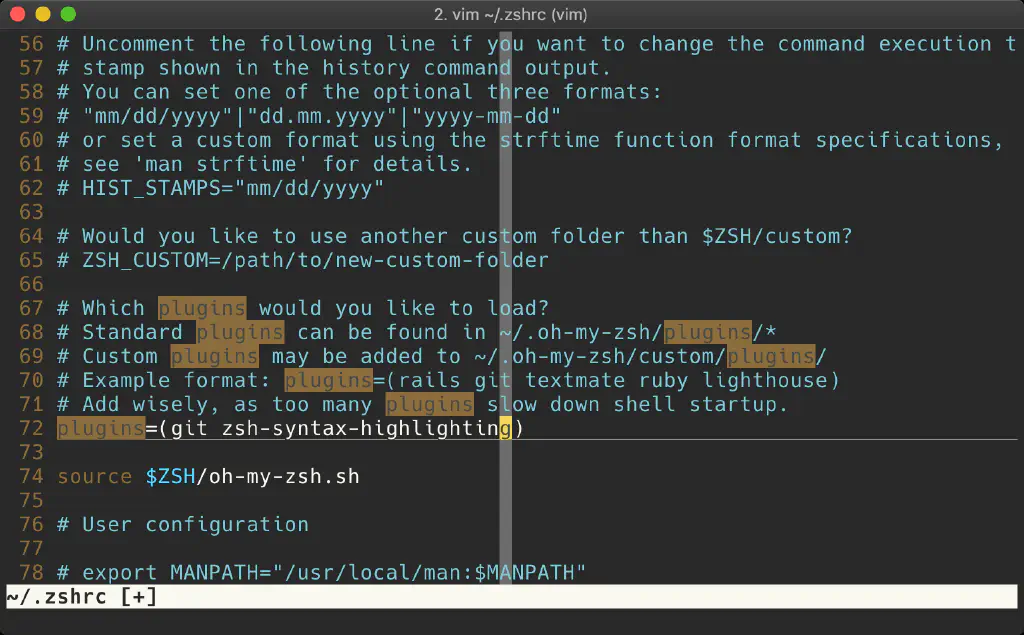 2. vim ~/.zshrc (vim)
56 # Uncomment the following line if you want to change the command execution t
57 # stamp shown in the history command output.
58 # You can set one of the optional three formats:
59 # "mm/dd/yyyy"|"dd.mm.yyyy"|"yyyy-mm-dd"
60 # or set a custom format using the strftime function format specifications,
61 # see 'man strftime' for details.
62 # HIST_STAMPS="mm/dd/yyyy"
63
64 # Would you like to use another custom folder than $ZSH/custom?
65 # ZSH_CUSTOM=/path/to/new-custom-folder
66
67 # Which plugins would you like to load?
68 # Standard plugins can be found in ~/.oh-my-zsh/plugins/*
69 # Custom plugins may be added to ~/.oh-my-zsh/custom/plugins/
70 # Example format: plugins=(rails git textmate ruby lighthouse)
71 # Add wisely, as too many plugins slow down shell startup.
72 plugins=(git zsh-syntax-highlighting)
73
74 source $ZSH/oh-my-zsh.sh
75
76 # User configuration
77
78 # export MANPATH="/usr/local/man:$MANPATH"
~/.zshrc [+]